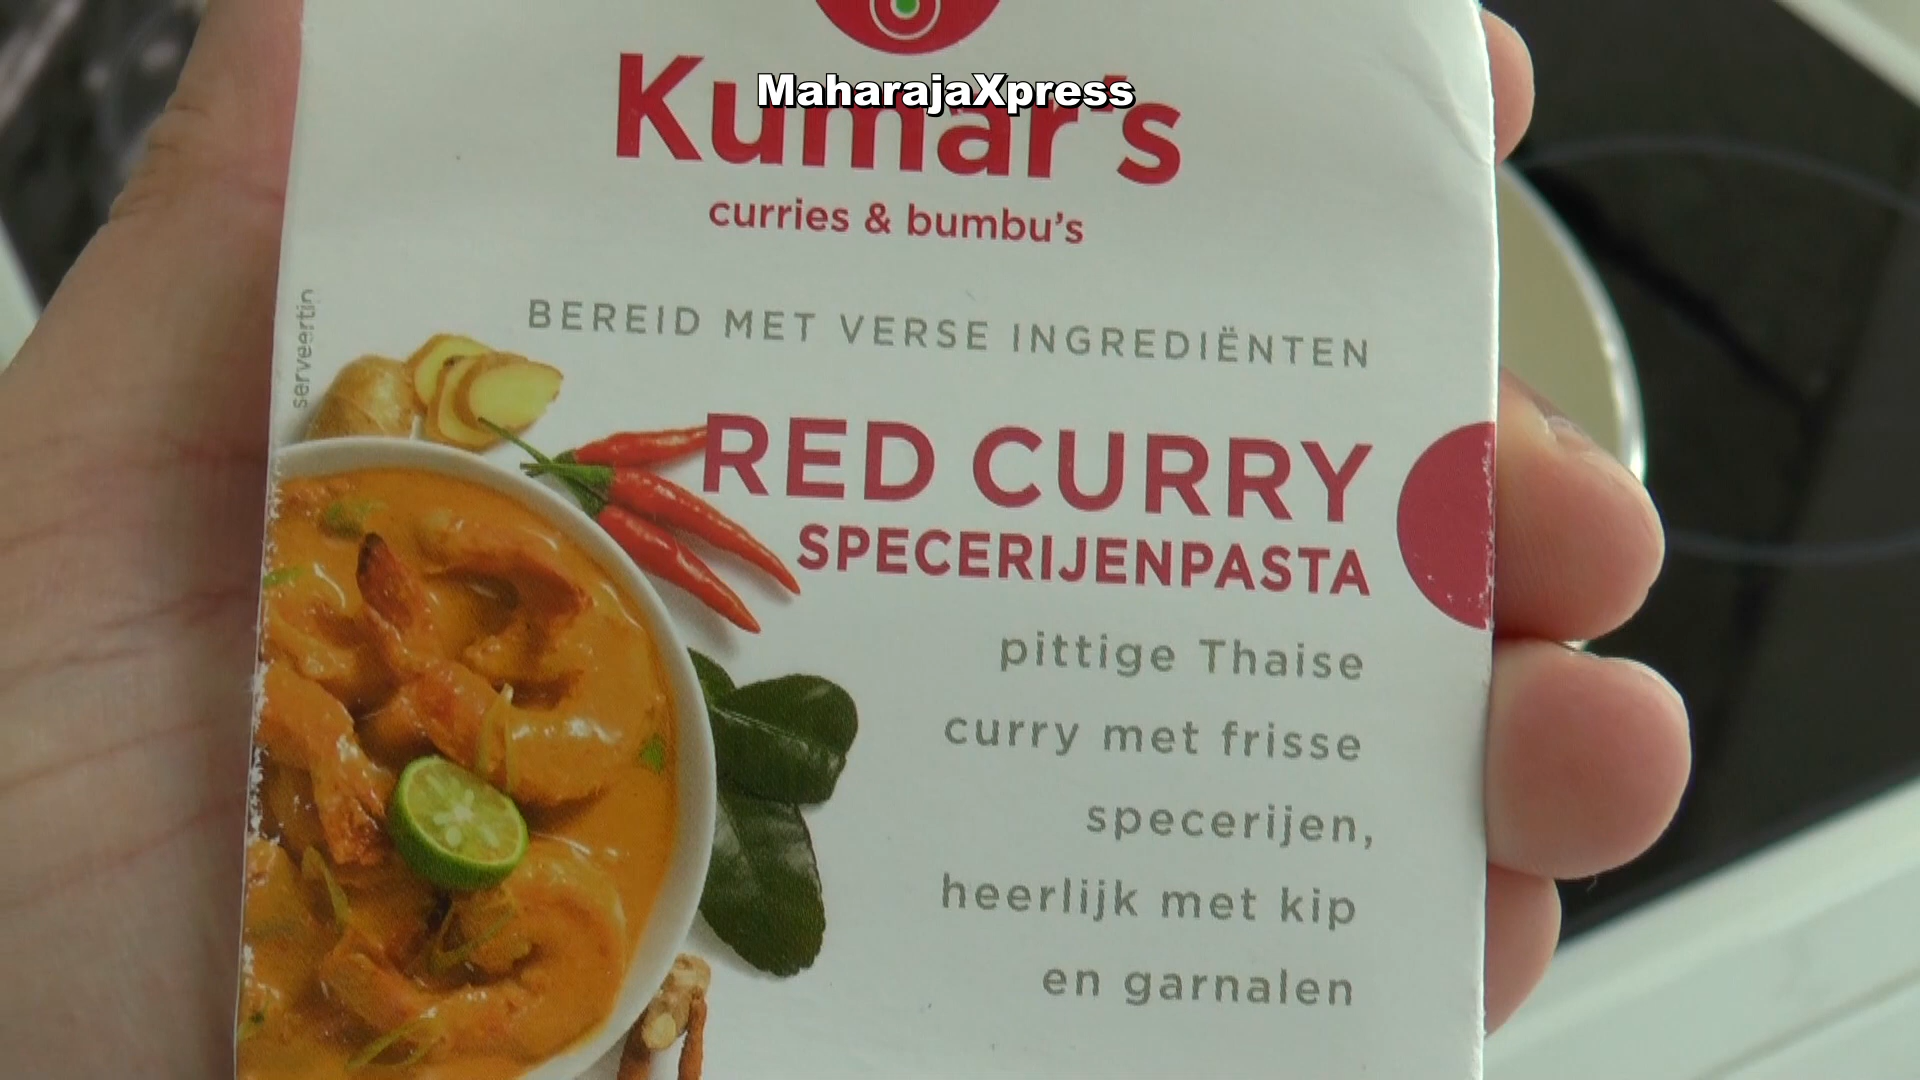 MaharajaXpress
Kumar's
curries & bumbu's
BEREID MET VERSE INGREDIËNTEN
serveertip
RED CURRY
SPECERIJENPASTA
pittige Thaise
curry met frisse
specerijen,
heerlijk met kip
en garnalen